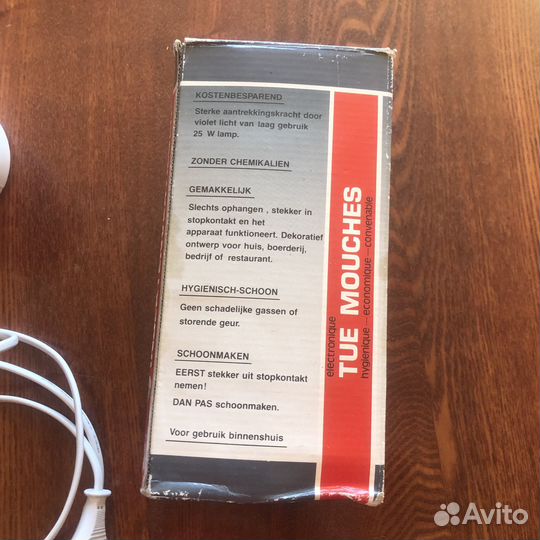 KOSTENBESPAREND
Sterke aantrekkingskracht door
violet licht van laag gebruik
25 W lamp.
ZONDER CHEMIKALIEN
GEMAKKELIJK
Slechts ophangen , stekker in
stopkontakt en het
apparaat funktioneert. Dekoratief
ontwerp voor huis, boerderij,
bedrijf of restaurant.
HYGIENISCH-SCHOON
Geen schadelijke gassen of
storende geur.
SCHOONMAKEN
EERST stekker uit stopkontakt
nemen!
DAN PAS schoonmaken.
Voor gebruik binnenshuis
electronique
TUE MOUCHES
hygienique — economique — convenable
Avito